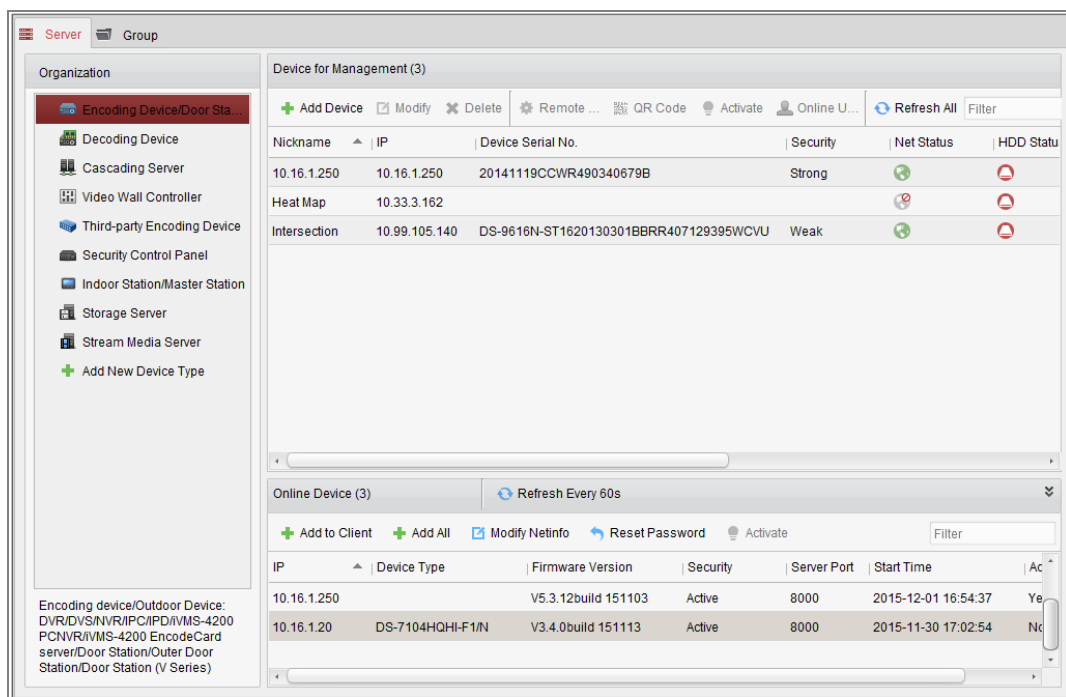 Server Group
Organization
Encoding Device/Door Sta...
Decoding Device
Cascading Server
Video Wall Controller
Third-party Encoding Device
Security Control Panel
Indoor Station/Master Station
Storage Server
Stream Media Server
Add New Device Type
Encoding device/Outdoor Device:
DVR/DVS/NVR/IPC/IPD/iVMS-4200
PCNVR/iVMS-4200 EncodeCard
server/Door Station/Outer Door
Station/Door Station (V Series)
Device for Management (3)
Add Device Modify Delete Remote ... QR Code Activate Online U... Refresh All Filter
Nickname IP Device Serial No. Security Net Status HDD Statu
10.16.1.250 10.16.1.250 20141119CCWR490340679B Strong
Heat Map 10.33.3.162
Intersection 10.99.105.140 DS-9616N-ST1620130301BBRR407129395WCVU Weak
Online Device (3) Refresh Every 60s
Add to Client Add All Modify Netinfo Reset Password Activate Filter
IP Device Type Firmware Version Security Server Port Start Time Ac
10.16.1.250 V5.3.12build 151103 Active 8000 2015-12-01 16:54:37 Ye
10.16.1.20 DS-7104HQHI-F1/N V3.4.0build 151113 Active 8000 2015-11-30 17:02:54 No